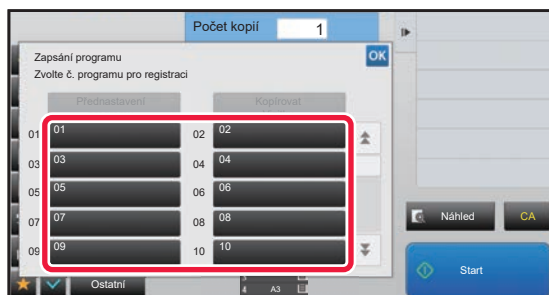 Počet kopií 1
Zapsání programu OK
Zvolte č. programu pro registraci
Přednastavení Kopírovat
01 01 02 02
03 03 04 04
05 05 06 06
07 07 08 08
09 09 10 10
Náhled CA
Ostatní
Start
4 A3